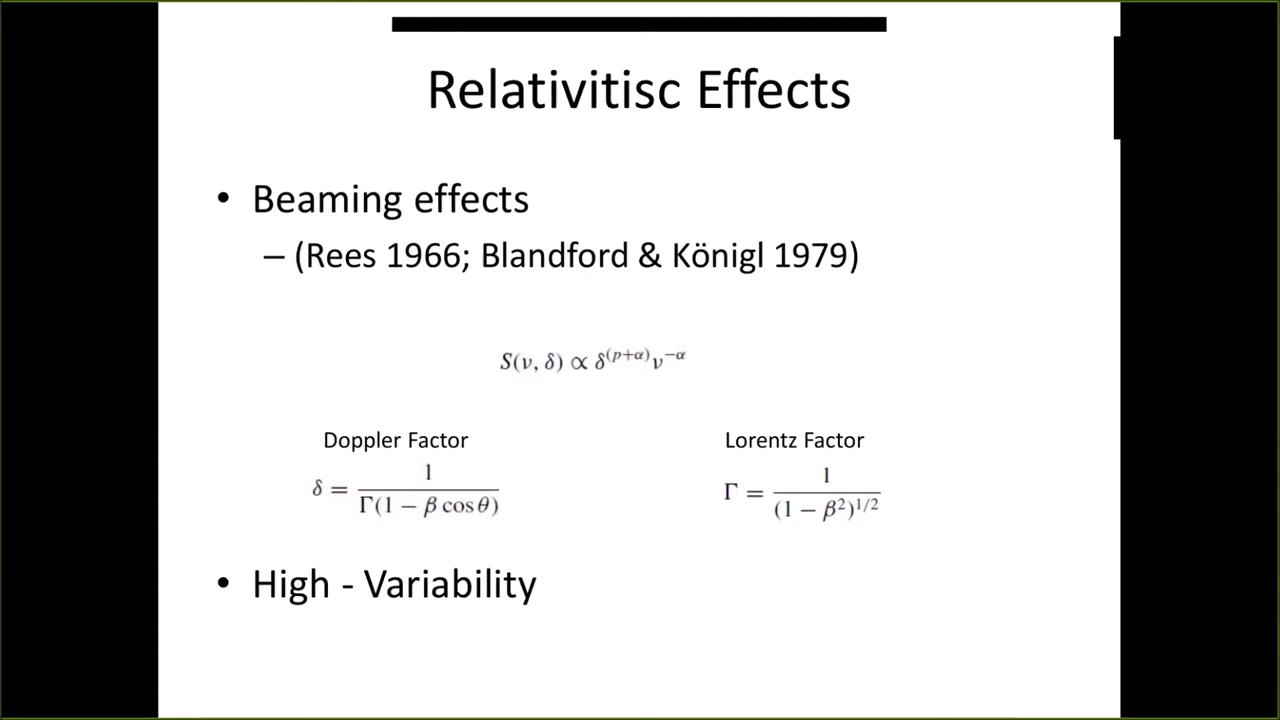 Relativitisc Effects
• Beaming effects
– (Rees 1966; Blandford & Königl 1979)
S(ν, δ) ∝ δ^(p+α) ν^−α
Doppler Factor
δ = 1 / Γ(1 − β cos θ)
Lorentz Factor
Γ = 1 / (1 − β²)^1/2
• High - Variability